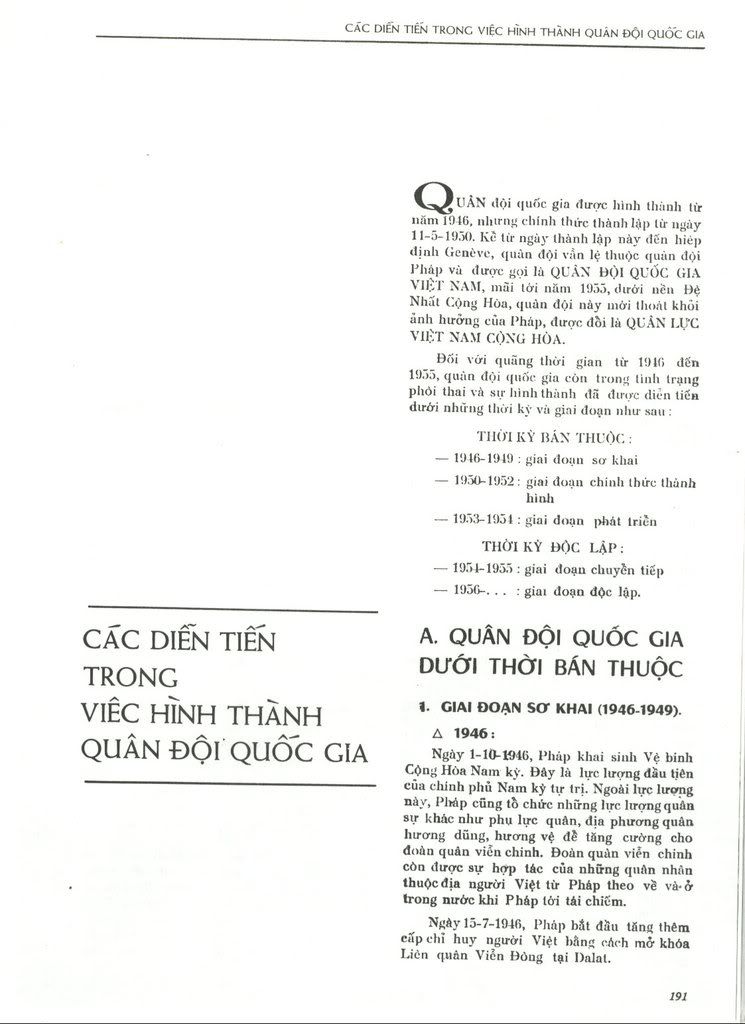 CÁC DIỄN TIẾN TRONG VIỆC HÌNH THÀNH QUÂN ĐỘI QUỐC GIA
CÁC DIỄN TIẾN
TRONG
VIÊC HÌNH THÀNH
QUÂN ĐỘI QUỐC GIA
QUÂN đội quốc gia được hình thành từ
năm 1946, nhưng chính thức thành lập từ ngày
11-5-1950. Kể từ ngày thành lập này đến hiệp
định Genève, quân đội vẫn lệ thuộc quân đội
Pháp và được gọi là QUÂN ĐỘI QUỐC GIA
VIỆT NAM, mãi tới năm 1955, dưới nền Đệ
Nhất Cộng Hòa, quân đội này mới thoát khỏi
ảnh hưởng của Pháp, được đổi là QUÂN LỰC
VIỆT NAM CỘNG HÒA.
Đối với quãng thời gian từ 1946 đến
1955, quân đội quốc gia còn trong tình trạng
phôi thai và sự hình thành đã được diễn tiến
dưới những thời kỳ và giai đoạn như sau :
THỜI KỲ BÁN THUỘC :
— 1946-1949 : giai đoạn sơ khai
— 1950-1952 : giai đoạn chính thức thành
hình
— 1953-1954 : giai đoạn phát triển
THỜI KỲ ĐỘC LẬP :
— 1954-1955 : giai đoạn chuyển tiếp
— 1956-... : giai đoạn độc lập.
A. QUÂN ĐỘI QUỐC GIA
DƯỚI THỜI BÁN THUỘC
1. GIAI ĐOẠN SƠ KHAI (1946-1949).
Δ 1946 :
Ngày 1-10-1946, Pháp khai sinh Vệ binh
Cộng Hòa Nam kỳ. Đây là lực lượng đầu tiên
của chính phủ Nam kỳ tự trị. Ngoài lực lượng
này, Pháp cũng tổ chức những lực lượng quân
sự khác như phụ lực quân, địa phương quân
hương dũng, hương vệ để tăng cường cho
đoàn quân viễn chinh. Đoàn quân viễn chinh
còn được sự hợp tác của những quân nhân
thuộc địa người Việt từ Pháp theo về và ở
trong nước khi Pháp tới tái chiếm.
Ngày 15-7-1946, Pháp bắt đầu tăng thêm
cấp chỉ huy người Việt bằng cách mở khóa
Liên quân Viễn Đông tại Dalat.
191